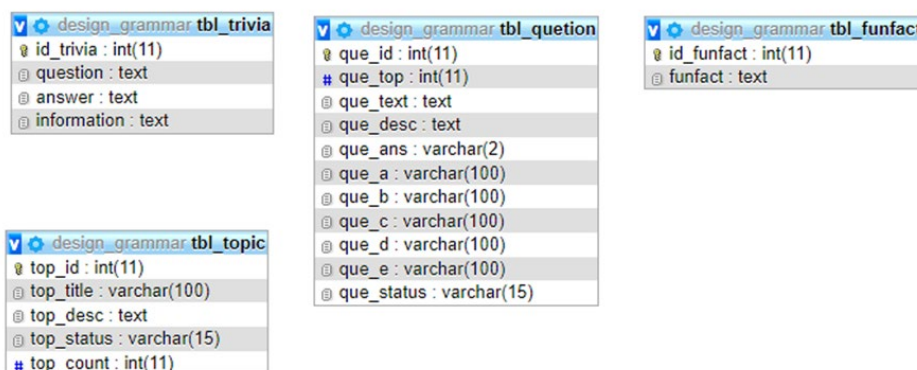 design_grammar tbl_trivia
id_trivia : int(11)
question : text
answer : text
information : text
design_grammar tbl_quetion
que_id : int(11)
que_top : int(11)
que_text : text
que_desc : text
que_ans : varchar(2)
que_a : varchar(100)
que_b : varchar(100)
que_c : varchar(100)
que_d : varchar(100)
que_e : varchar(100)
que_status : varchar(15)
design_grammar tbl_funfact
id_funfact : int(11)
funfact : text
design_grammar tbl_topic
top_id : int(11)
top_title : varchar(100)
top_desc : text
top_status : varchar(15)
top_count : int(11)